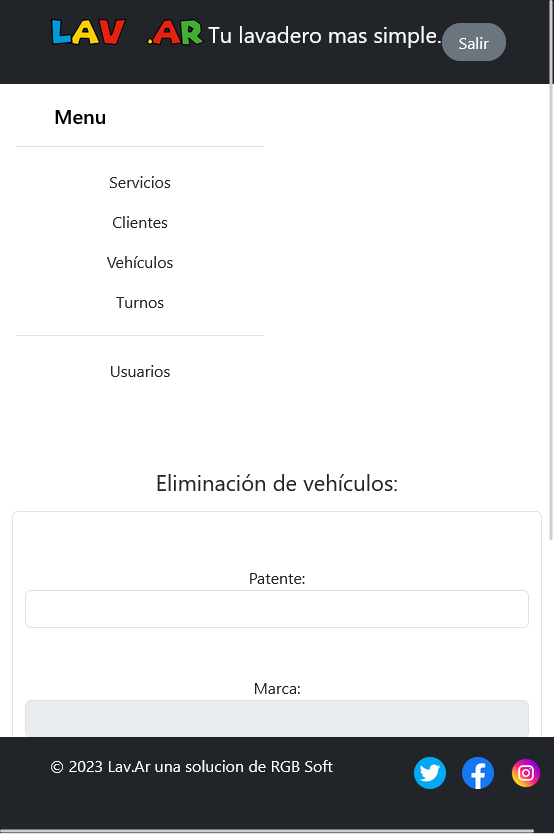 LAV .AR Tu lavadero mas simple. Salir
Menu
Servicios
Clientes
Vehículos
Turnos
Usuarios
Eliminación de vehículos:
Patente:
Marca:
© 2023 Lav.Ar una solucion de RGB Soft